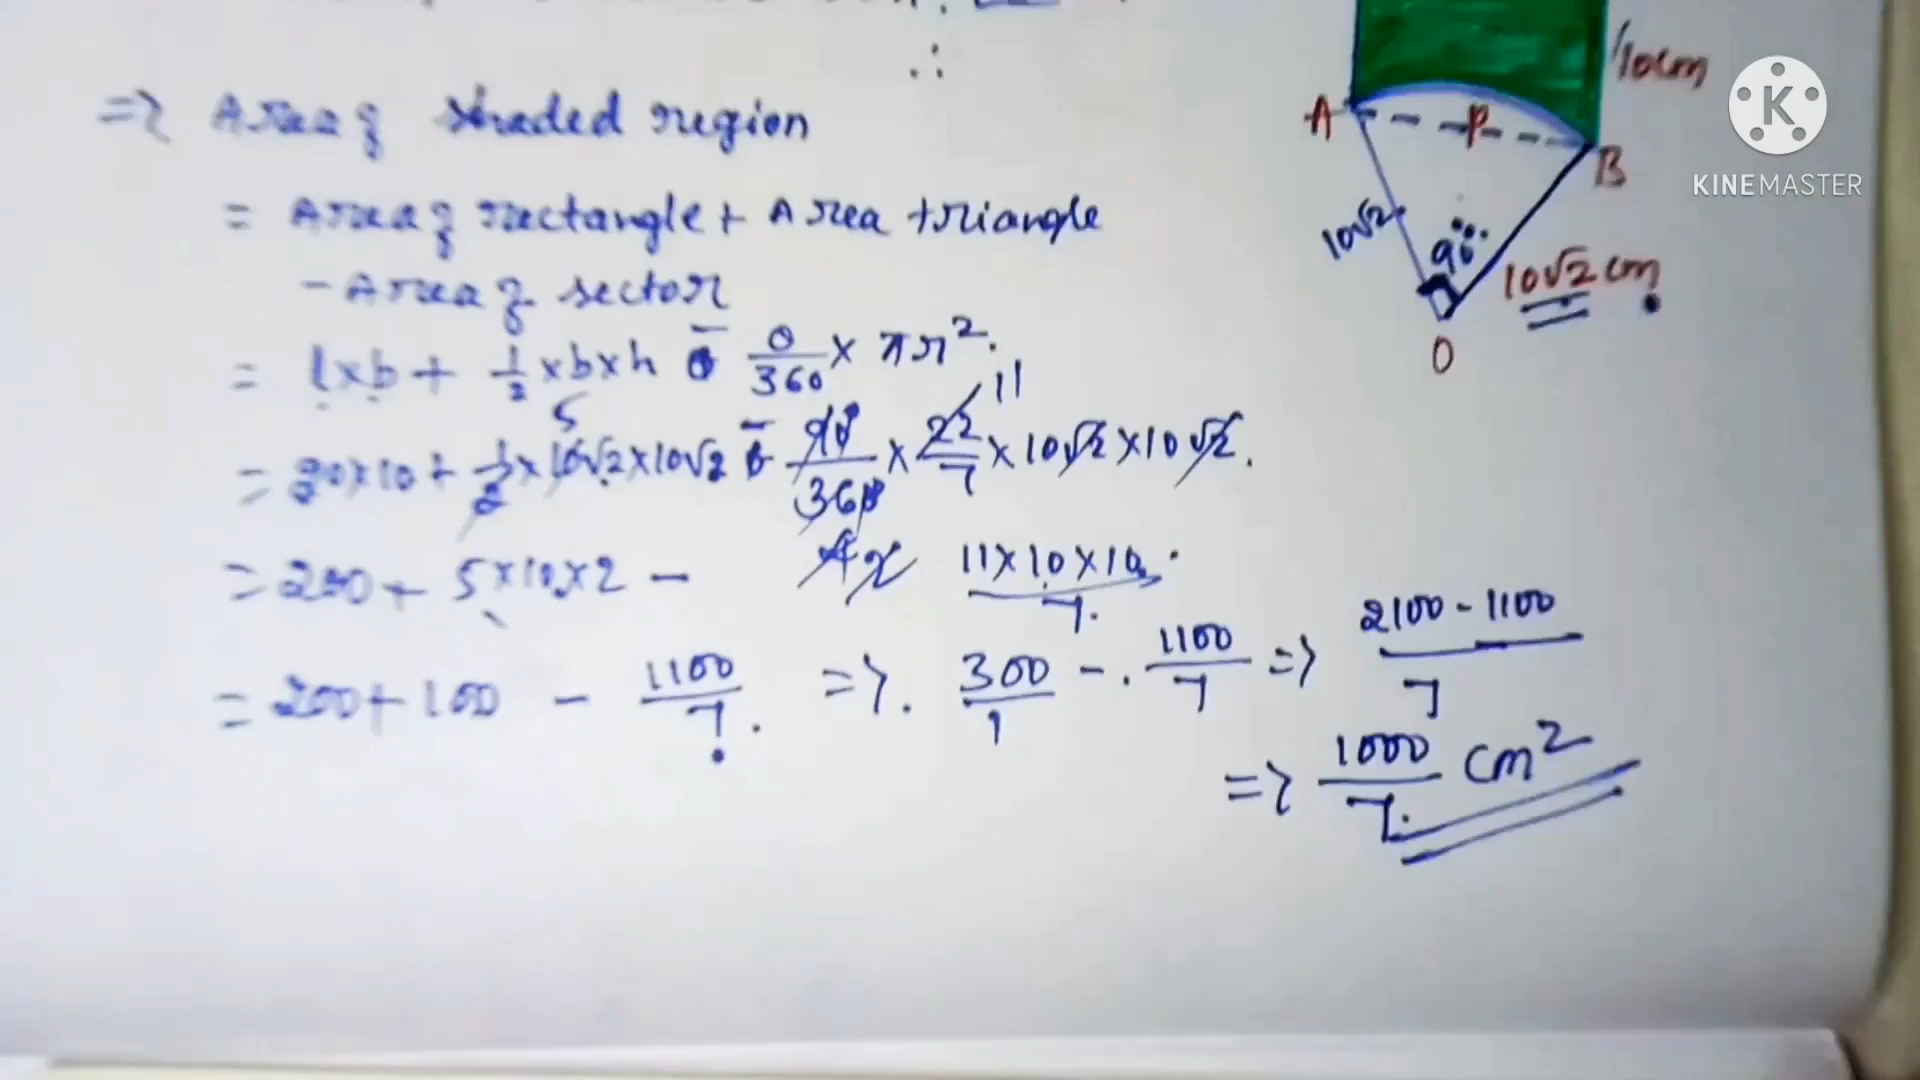 ∴
=> Area of shaded region
= Area of rectangle + Area triangle
- Area of sector
= l×b + 1/2 ×b×h - θ/360 × πr².
= 20×10 + 1/2 × 10√2 × 10√2 - 90/360 × 22/7 × 10√2 × 10√2.
5
11
= 200 + 5×10×2 - 11×10×10/7.
= 200 + 100 - 1100/7. => 300/1 - 1100/7 => 2100-1100/7
=> 1000/7. cm²
10cm
A
P
B
10√2
90°
10√2 cm
O
K
KINEMASTER